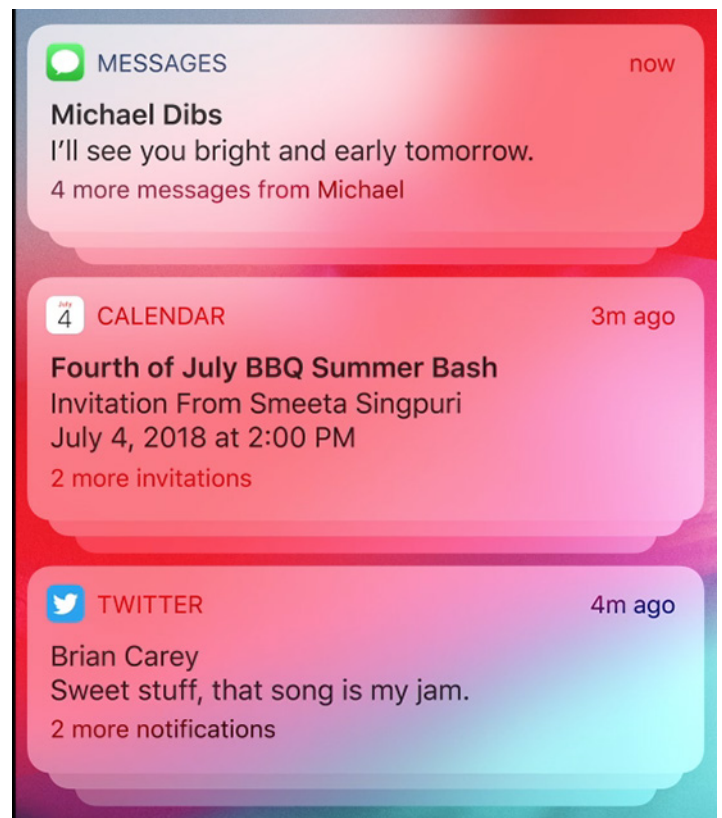 MESSAGES now
Michael Dibs
I’ll see you bright and early tomorrow.
4 more messages from Michael
July
4
CALENDAR 3m ago
Fourth of July BBQ Summer Bash
Invitation From Smeeta Singpuri
July 4, 2018 at 2:00 PM
2 more invitations
TWITTER 4m ago
Brian Carey
Sweet stuff, that song is my jam.
2 more notifications